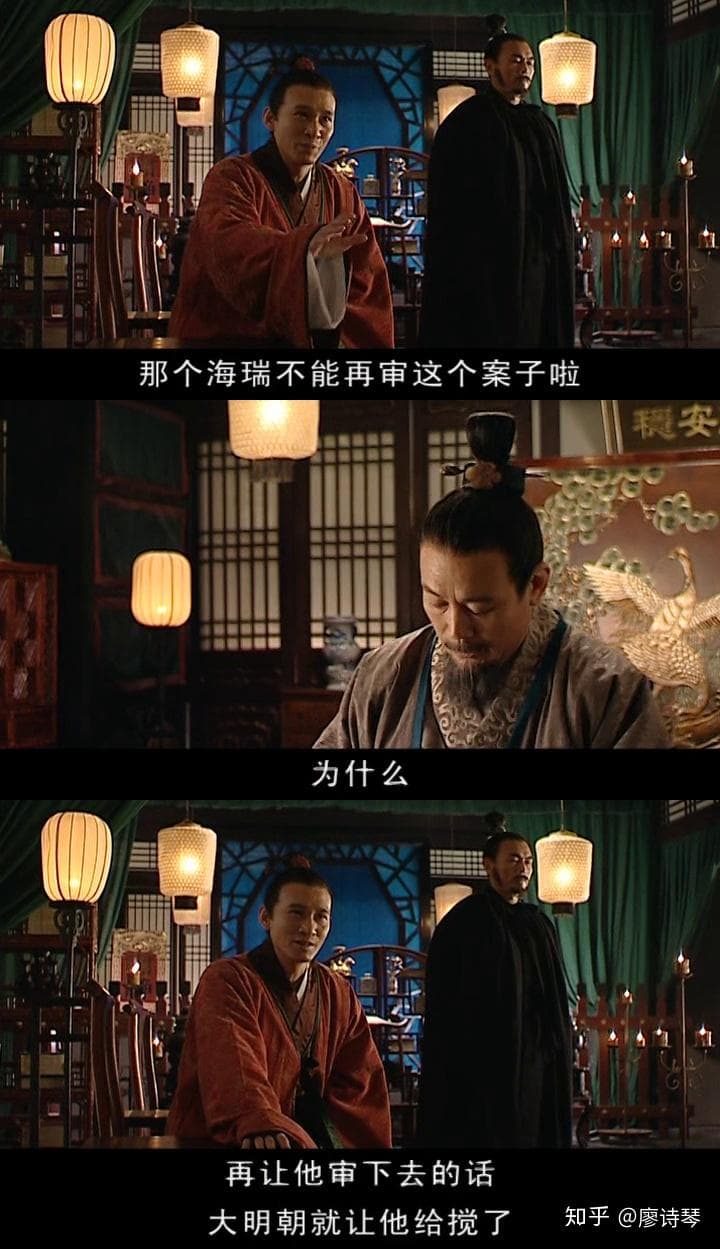 那个海瑞不能再审这个案子啦
安穏
为什么
再让他审下去的话
大明朝就让他给搅了
知乎 @廖诗琴